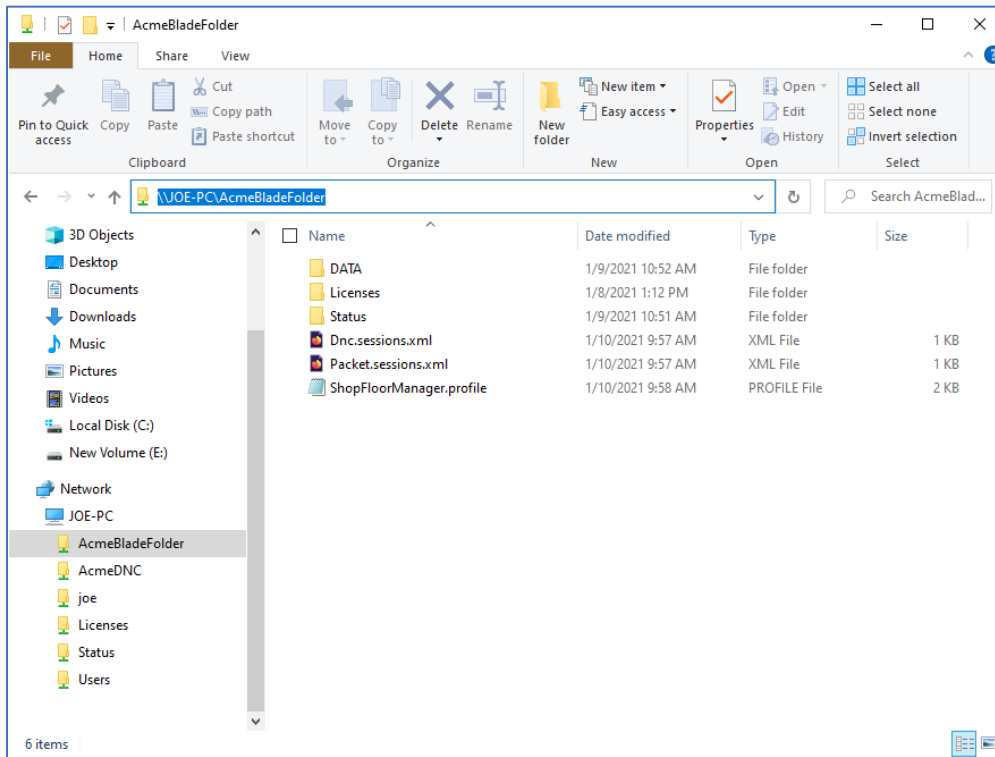 AcmeBladeFolder
File Home Share View
Pin to Quick access
Copy
Paste
Cut
Copy path
Paste shortcut
Clipboard
Move to
Copy to
Delete
Rename
Organize
New folder
New item
Easy access
New
Properties
Open
Edit
History
Open
Select all
Select none
Invert selection
Select
\\JOE-PC\AcmeBladeFolder
Search AcmeBlad...
3D Objects
Desktop
Documents
Downloads
Music
Pictures
Videos
Local Disk (C:)
New Volume (E:)
Network
JOE-PC
AcmeBladeFolder
AcmeDNC
joe
Licenses
Status
Users
Name Date modified Type Size
DATA 1/9/2021 10:52 AM File folder
Licenses 1/8/2021 1:12 PM File folder
Status 1/9/2021 10:51 AM File folder
Dnc.sessions.xml 1/10/2021 9:57 AM XML File 1 KB
Packet.sessions.xml 1/10/2021 9:57 AM XML File 1 KB
ShopFloorManager.profile 1/10/2021 9:58 AM PROFILE File 2 KB
6 items